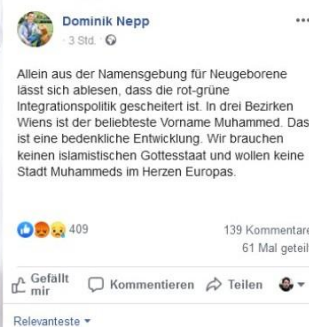 Dominik Nepp
3 Std. ·
Allein aus der Namensgebung für Neugeborene
lässt sich ablesen, dass die rot-grüne
Integrationspolitik gescheitert ist. In drei Bezirken
Wiens ist der beliebteste Vorname Muhammed. Das
ist eine bedenkliche Entwicklung. Wir brauchen
keinen islamistischen Gottesstaat und wollen keine
Stadt Muhammeds im Herzen Europas.
409
139 Kommentare
61 Mal geteil
Gefällt
mir
Kommentieren
Teilen
Relevanteste